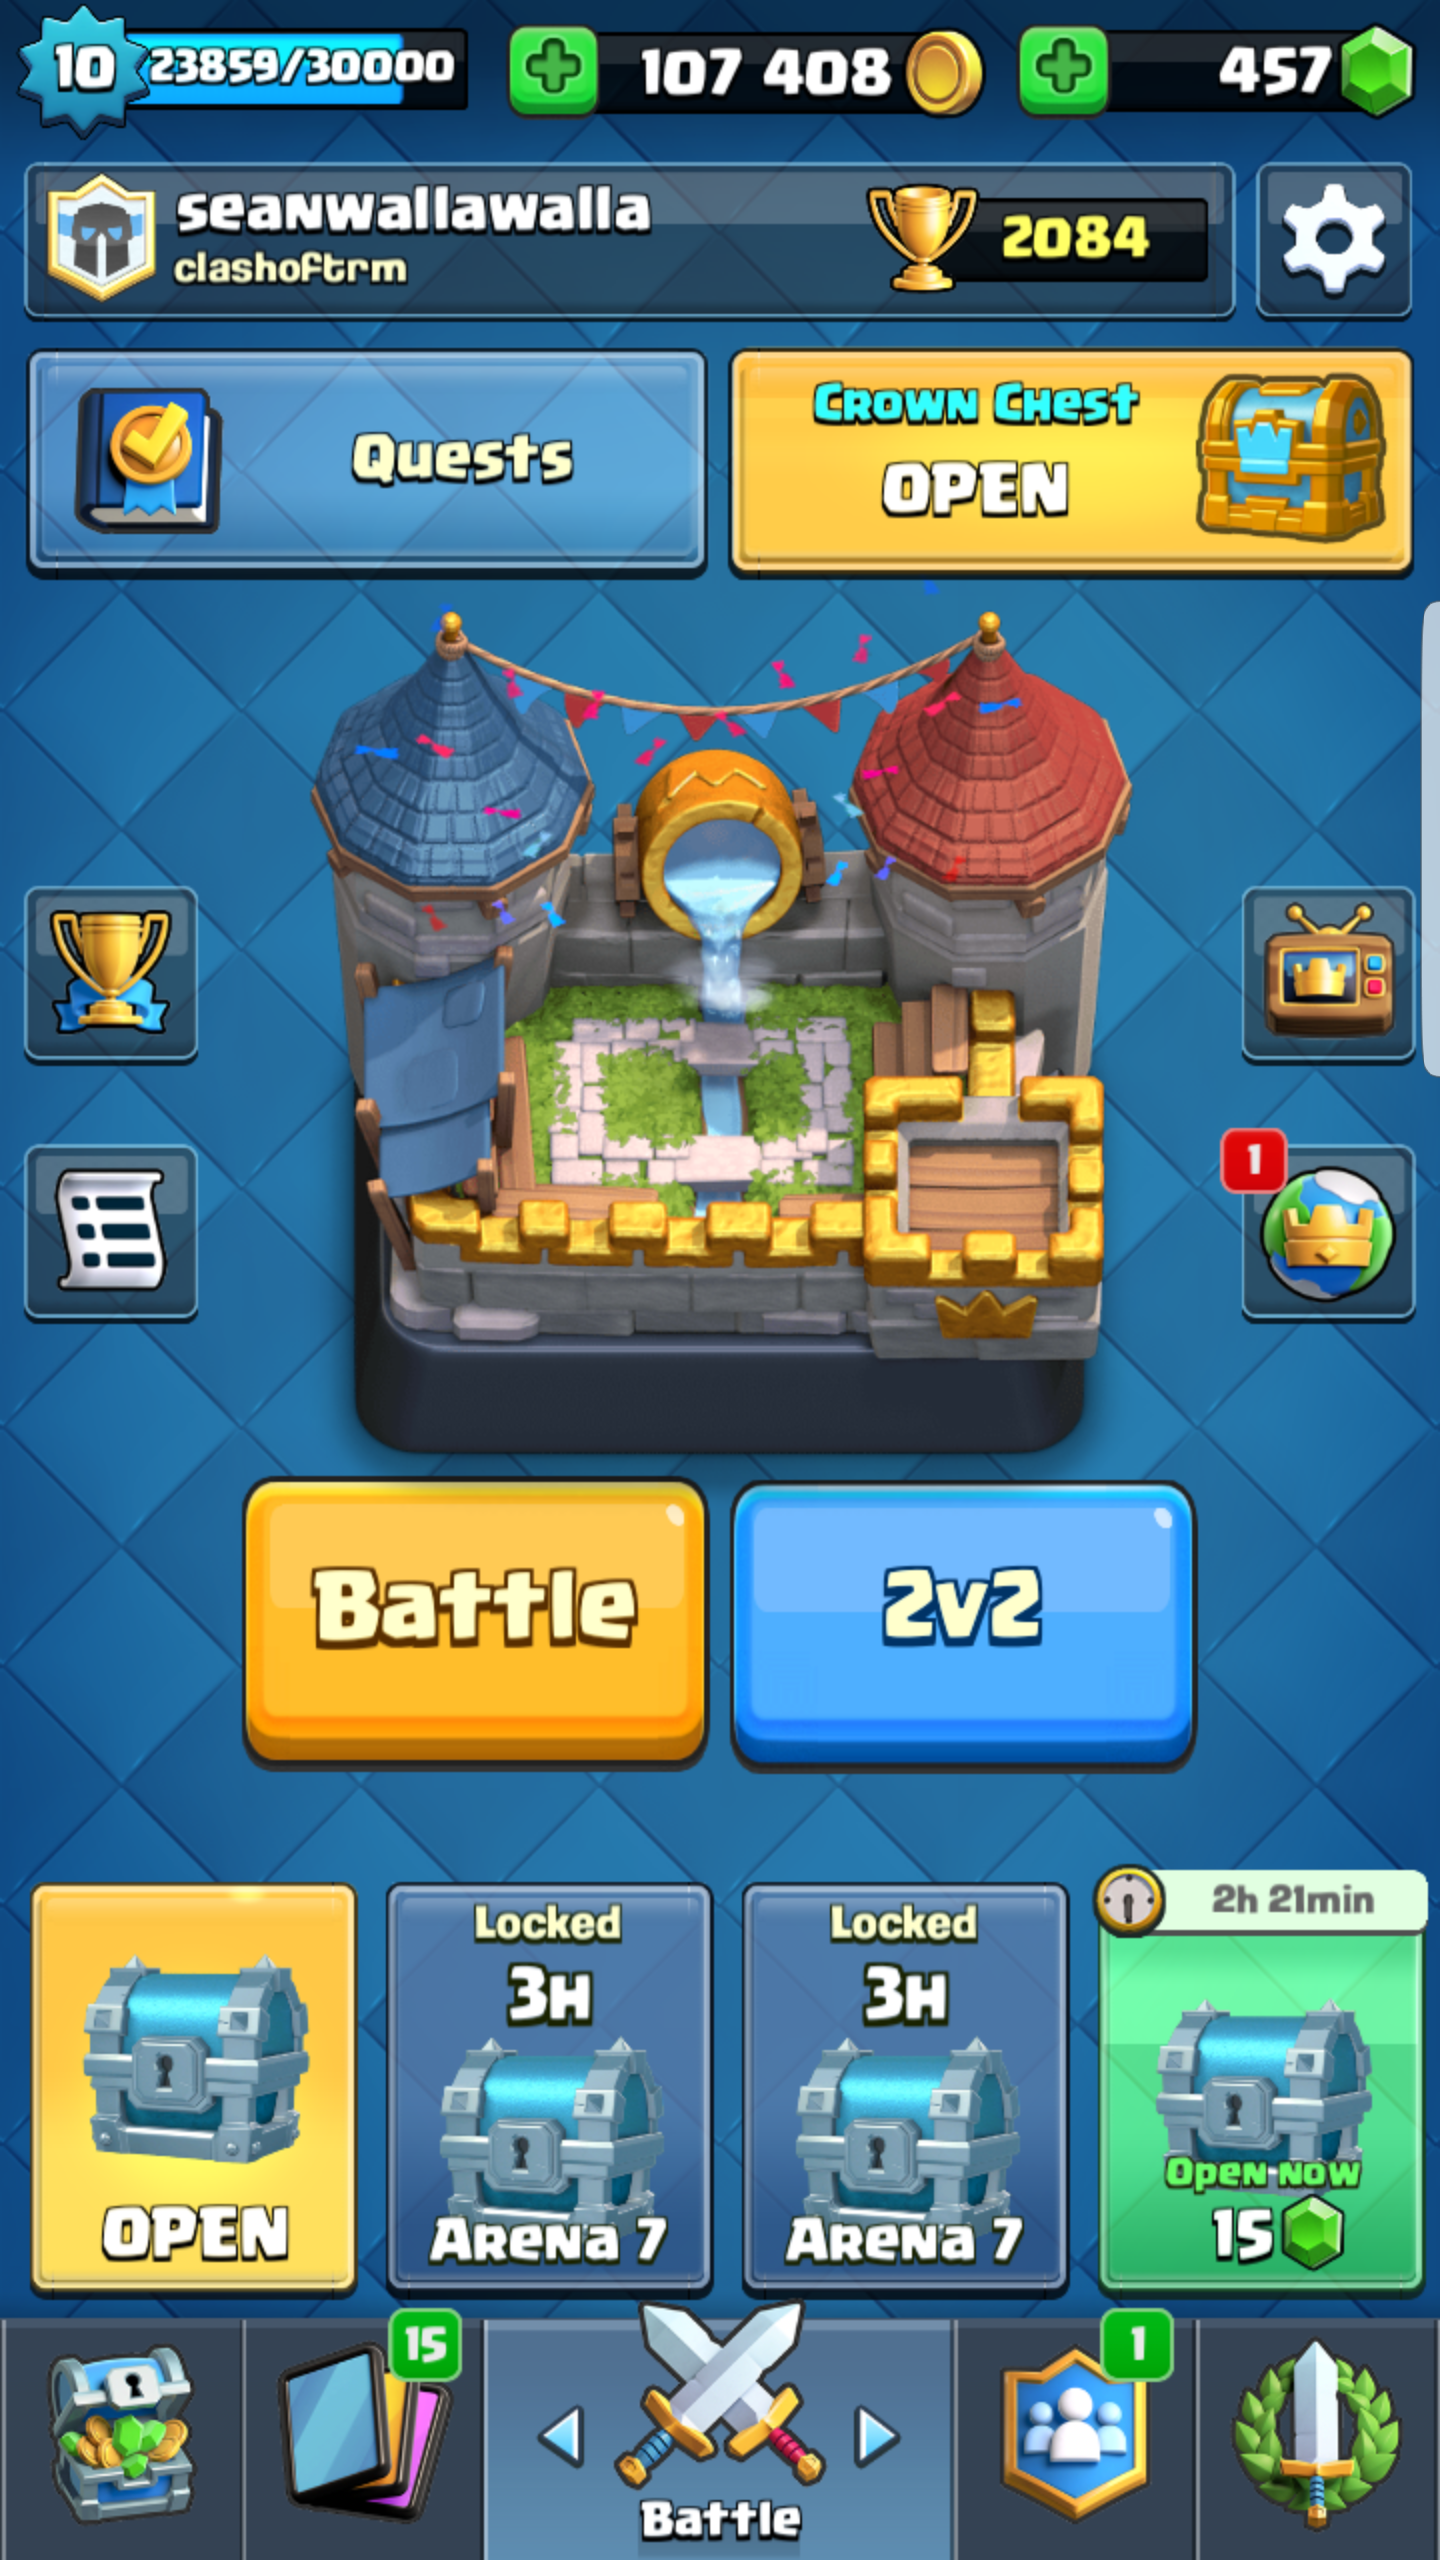 10 23859/30000 107 408 457
seanwallawalla
clashoftrm
2084
Quests
Crown Chest
OPEN
1
Battle
2v2
OPEN
Locked
3H
Arena 7
Locked
3H
Arena 7
2h 21min
Open now
15
15
1
Battle